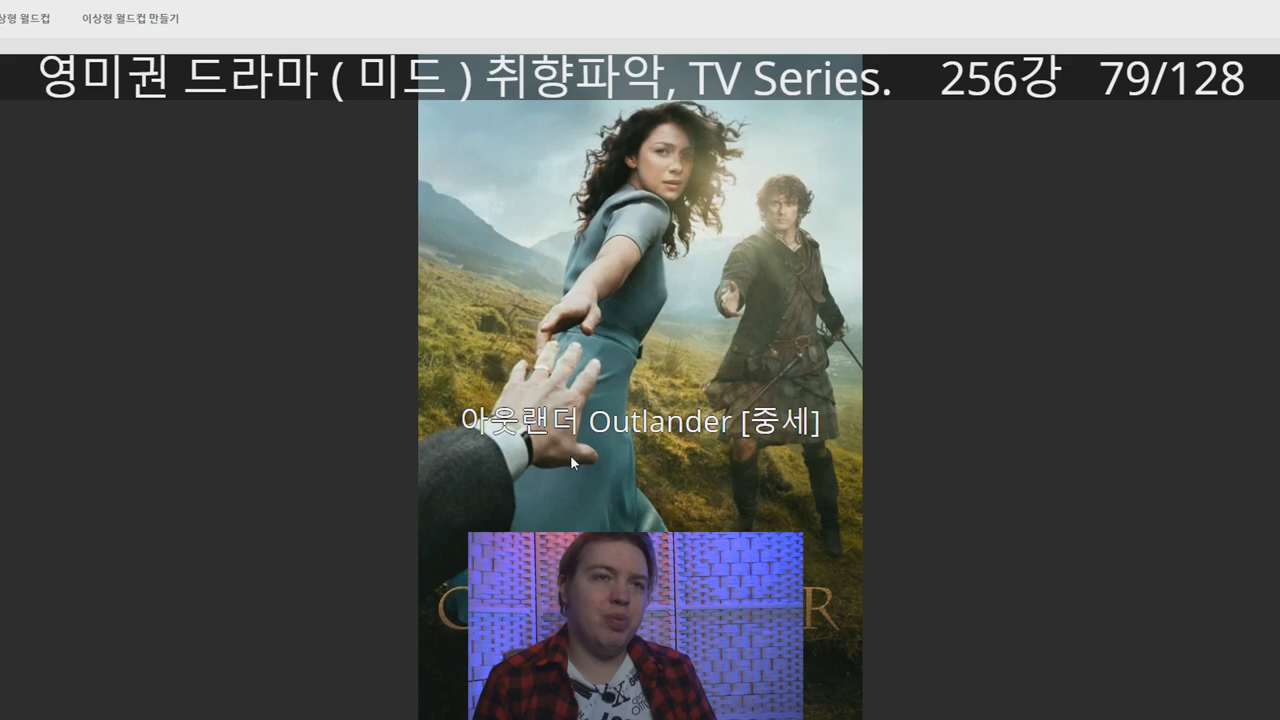 상형 월드컵 이상형 월드컵 만들기
영미권 드라마 ( 미드 ) 취향파악, TV Series. 256강 79/128
아웃랜더 Outlander [중세]